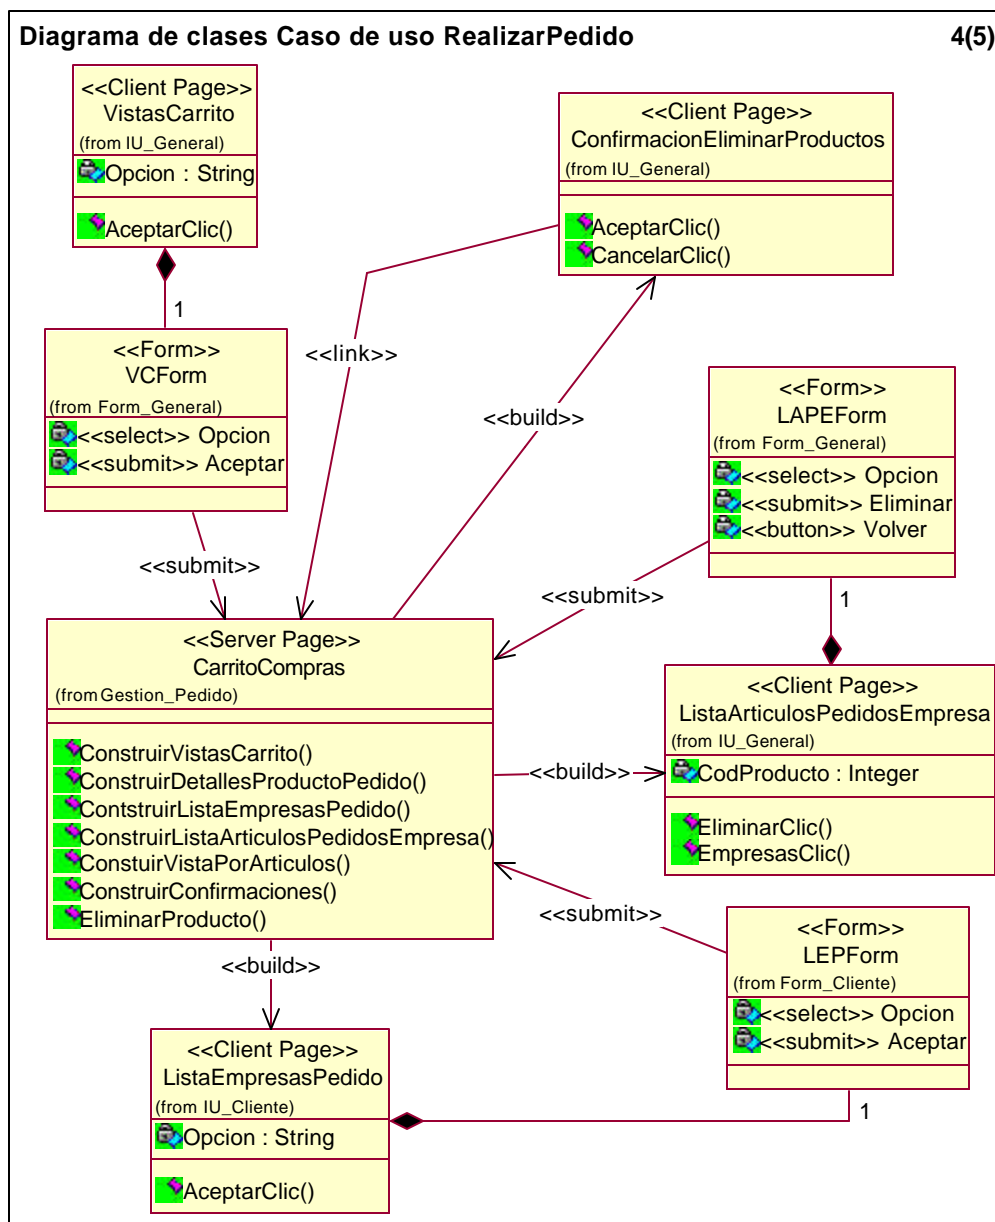 Diagrama de clases Caso de uso RealizarPedido 4(5)
<<Client Page>>
VistasCarrito
(from IU_General)
Opcion : String
AceptarClic()
<<Client Page>>
ConfirmacionEliminarProductos
(from IU_General)
AceptarClic()
CancelarClic()
1
<<Form>>
VCForm
(from Form_General)
<<select>> Opcion
<<submit>> Aceptar
<<link>>
<<build>>
<<Form>>
LAPEForm
(from Form_General)
<<select>> Opcion
<<submit>> Eliminar
<<button>> Volver
<<submit>>
<<submit>>
1
<<Server Page>>
CarritoCompras
(from Gestion_Pedido)
ConstruirVistasCarrito()
ConstruirDetallesProductoPedido()
ContstruirListaEmpresasPedido()
ConstruirListaArticulosPedidosEmpresa()
ConstuirVistaPorArticulos()
ConstruirConfirmaciones()
EliminarProducto()
<<build>>
<<Client Page>>
ListaArticulosPedidosEmpresa
(from IU_General)
CodProducto : Integer
EliminarClic()
EmpresasClic()
<<submit>>
<<Form>>
LEPForm
(from Form_Cliente)
<<select>> Opcion
<<submit>> Aceptar
<<build>>
<<Client Page>>
ListaEmpresasPedido
(from IU_Cliente)
Opcion : String
AceptarClic()
1